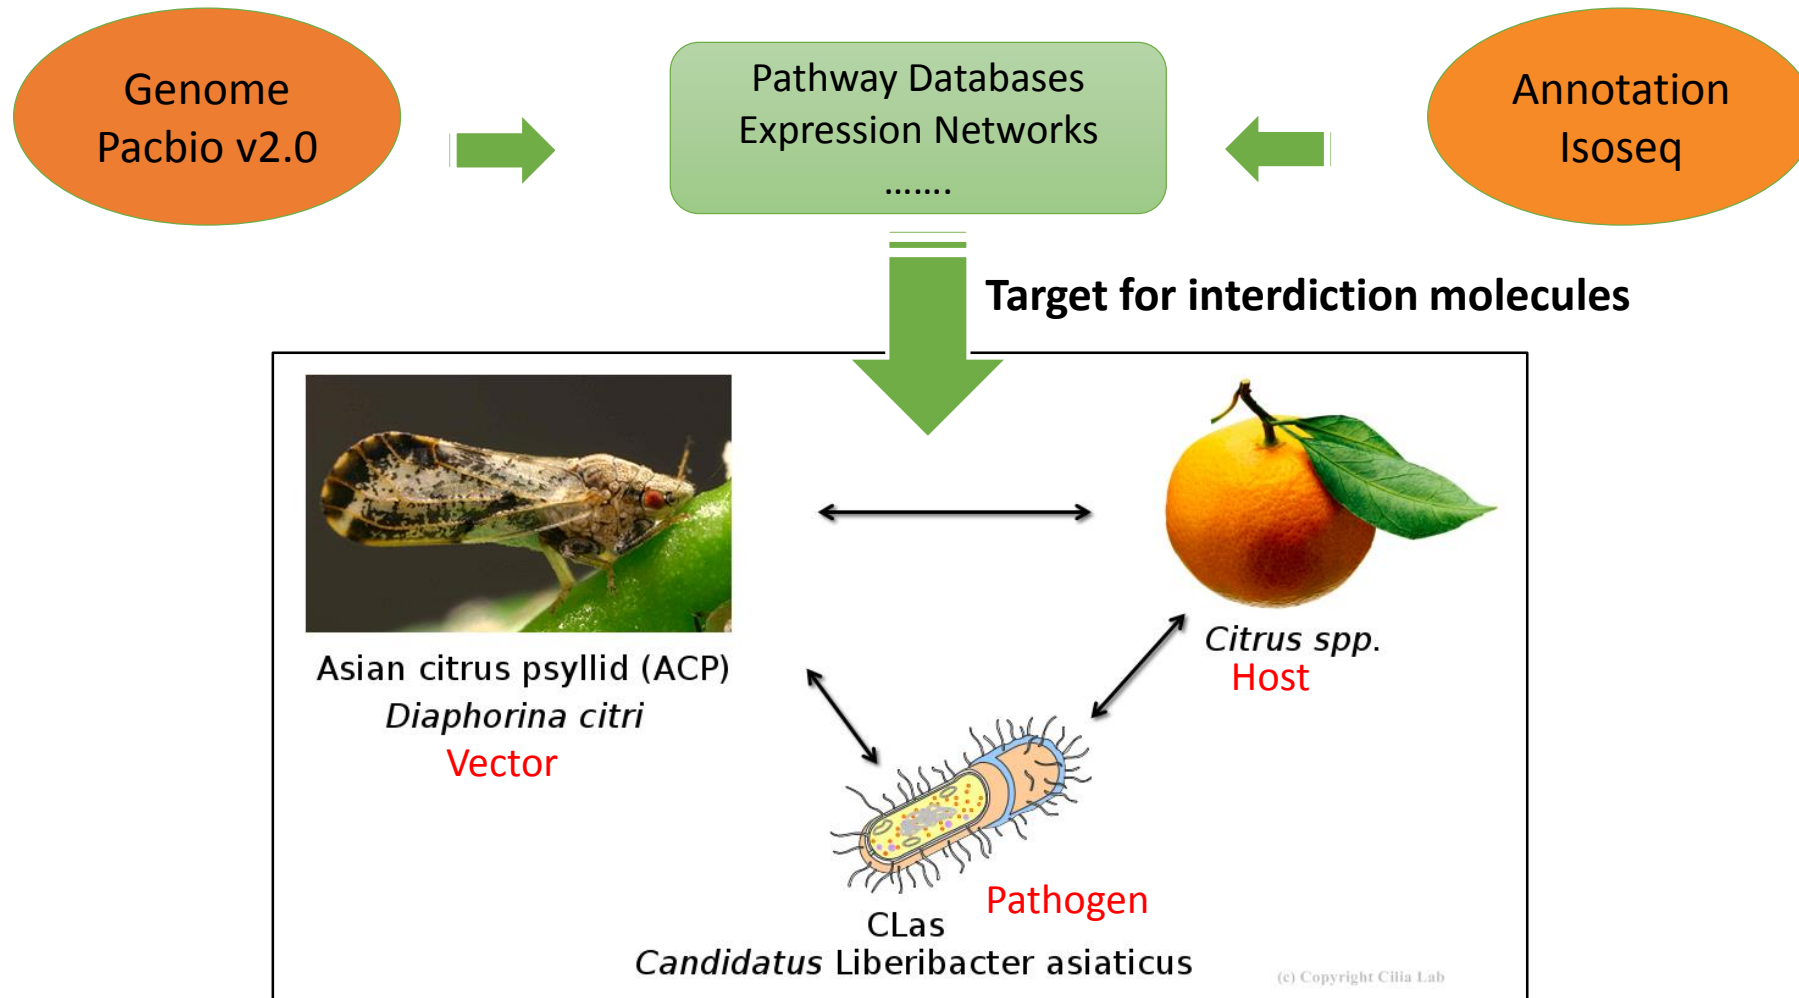 Genome
Pacbio v2.0
Pathway Databases
Expression Networks
.......
Annotation
Isoseq
Target for interdiction molecules
Asian citrus psyllid (ACP)
Diaphorina citri
Vector
Citrus spp.
Host
Pathogen
CLas
Candidatus Liberibacter asiaticus
(c) Copyright Cilia Lab